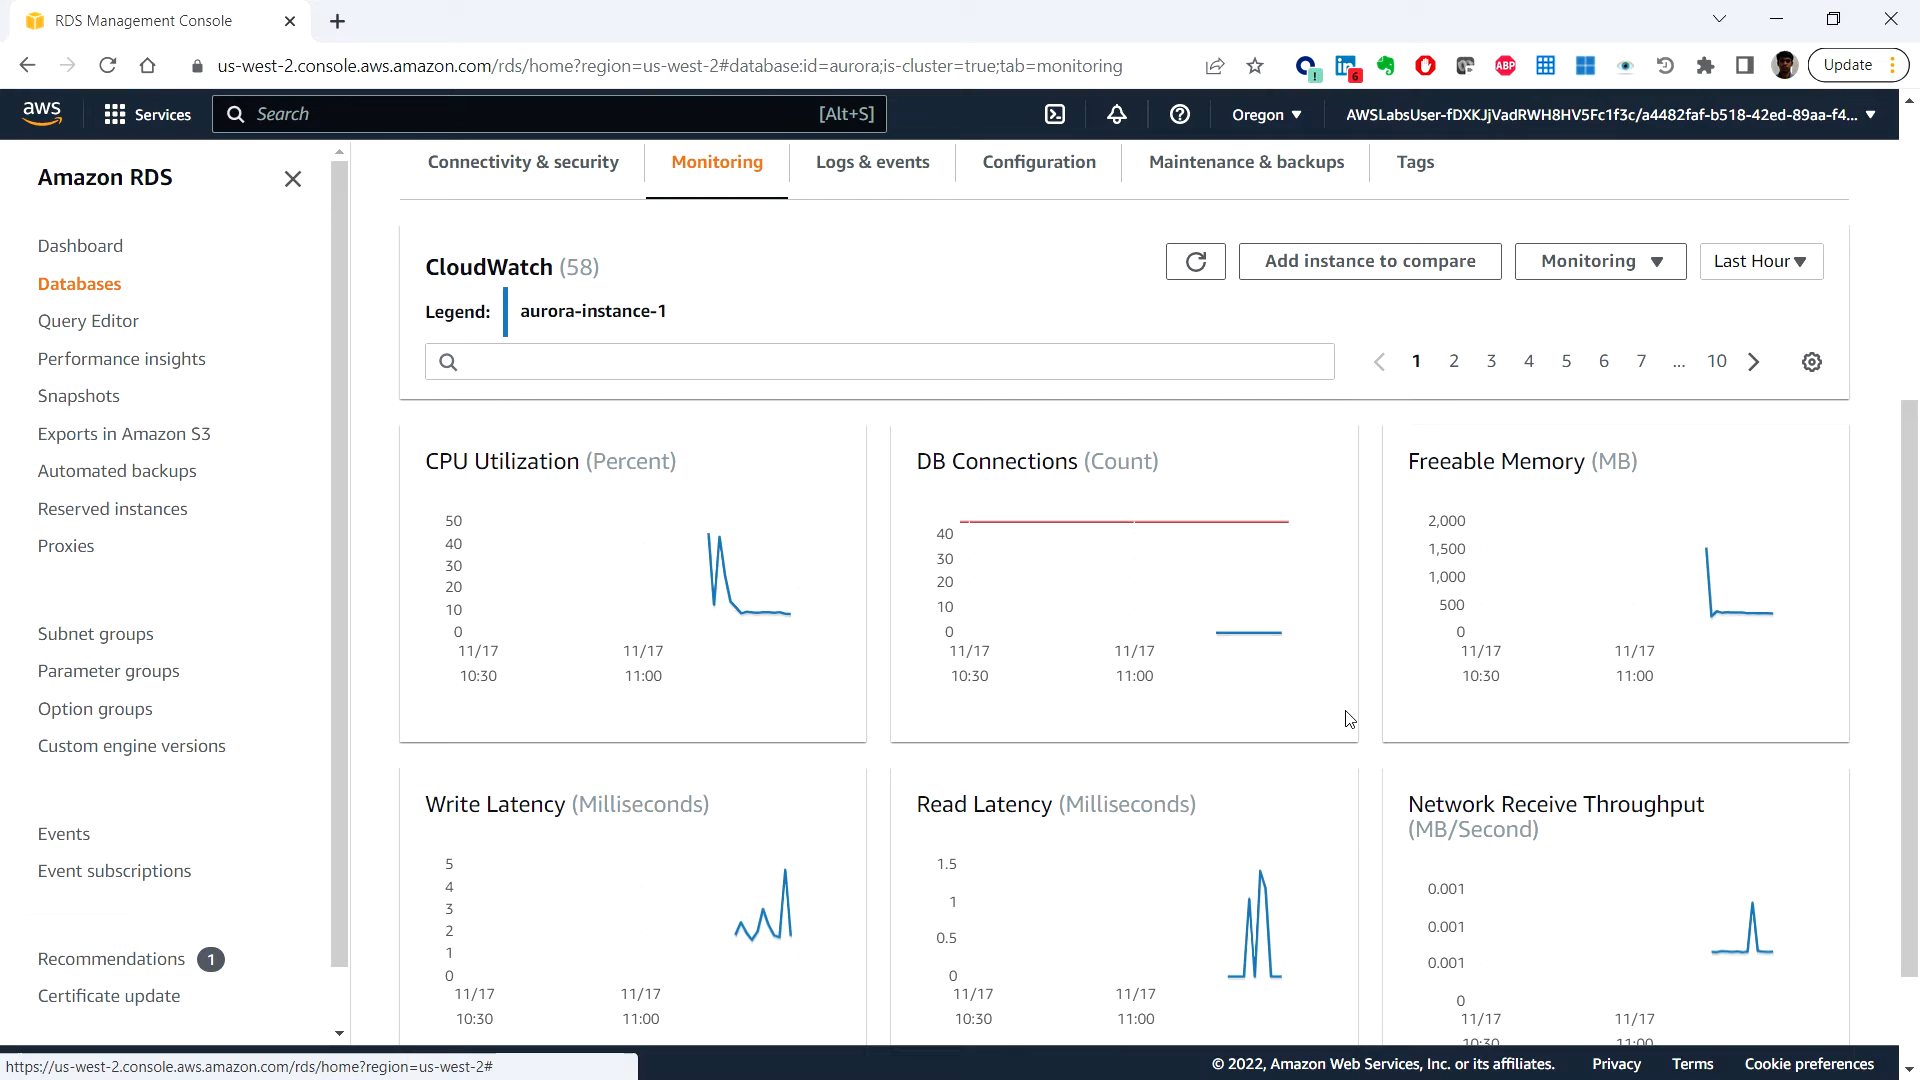 RDS Management Console
us-west-2.console.aws.amazon.com/rds/home?region=us-west-2#database:id=aurora;is-cluster=true;tab=monitoring
!
6
ABP
Update
aws
Services
Search
[Alt+S]
Oregon
AWSLabsUser-fDXKJjVadRWH8HV5Fc1f3c/a4482faf-b518-42ed-89aa-f4...
Amazon RDS
Dashboard
Databases
Query Editor
Performance insights
Snapshots
Exports in Amazon S3
Automated backups
Reserved instances
Proxies
Subnet groups
Parameter groups
Option groups
Custom engine versions
Events
Event subscriptions
Recommendations 1
Certificate update
Connectivity & security
Monitoring
Logs & events
Configuration
Maintenance & backups
Tags
CloudWatch (58)
Add instance to compare
Monitoring
Last Hour
Legend: aurora-instance-1
1 2 3 4 5 6 7 ... 10
CPU Utilization (Percent)
50
40
30
20
10
0
11/17 11/17
10:30 11:00
DB Connections (Count)
40
30
20
10
0
11/17 11/17
10:30 11:00
Freeable Memory (MB)
2,000
1,500
1,000
500
0
11/17 11/17
10:30 11:00
Write Latency (Milliseconds)
5
4
3
2
1
0
11/17 11/17
10:30 11:00
Read Latency (Milliseconds)
1.5
1
0.5
0
11/17 11/17
10:30 11:00
Network Receive Throughput
(MB/Second)
0.001
0.001
0.001
0
11/17 11/17
10:30 11:00
https://us-west-2.console.aws.amazon.com/rds/home?region=us-west-2#
© 2022, Amazon Web Services, Inc. or its affiliates.
Privacy
Terms
Cookie preferences